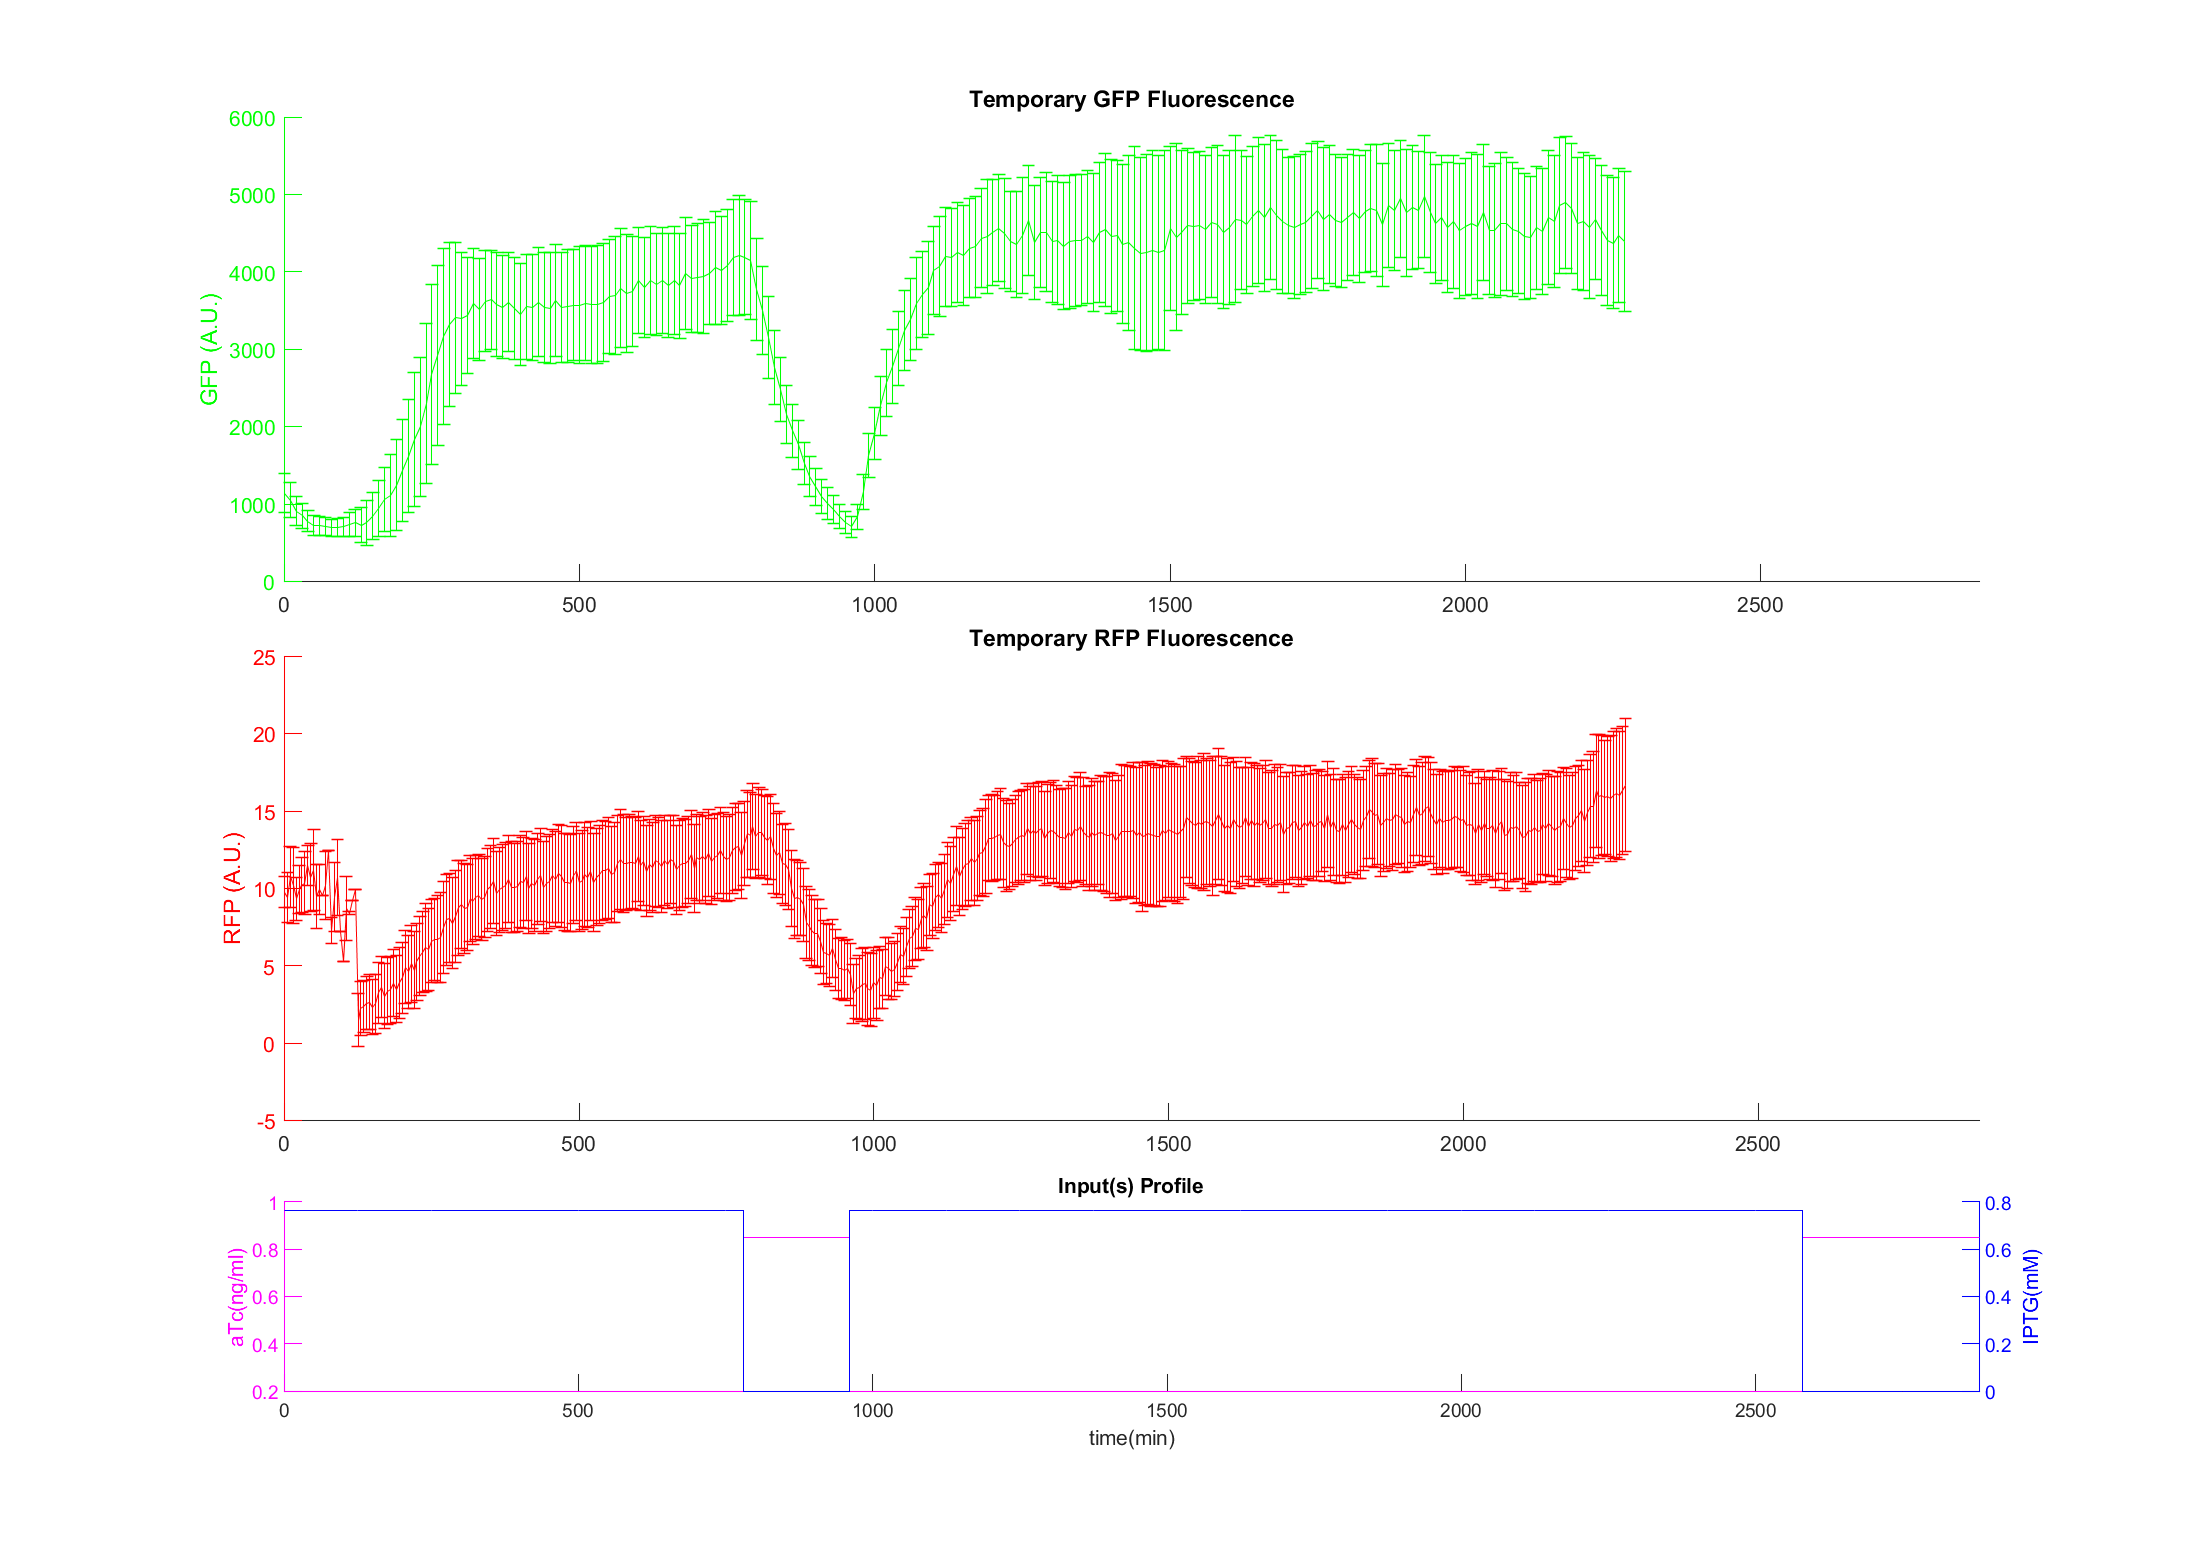 Temporary GFP Fluorescence
GFP (A.U.)
6000
5000
4000
3000
2000
1000
0
0 500 1000 1500 2000 2500
Temporary RFP Fluorescence
RFP (A.U.)
25
20
15
10
5
0
-5
0 500 1000 1500 2000 2500
Input(s) Profile
aTc(ng/ml)
1
0.8
0.6
0.4
0.2
IPTG(mM)
0.8
0.6
0.4
0.2
0
0 500 1000 1500 2000 2500
time(min)